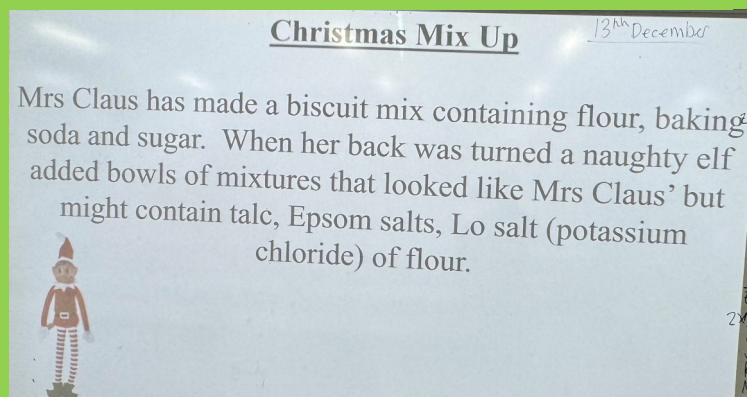 Christmas Mix Up
13th December
Mrs Claus has made a biscuit mix containing flour, baking
soda and sugar. When her back was turned a naughty elf
added bowls of mixtures that looked like Mrs Claus’ but
might contain talc, Epsom salts, Lo salt (potassium
chloride) of flour.